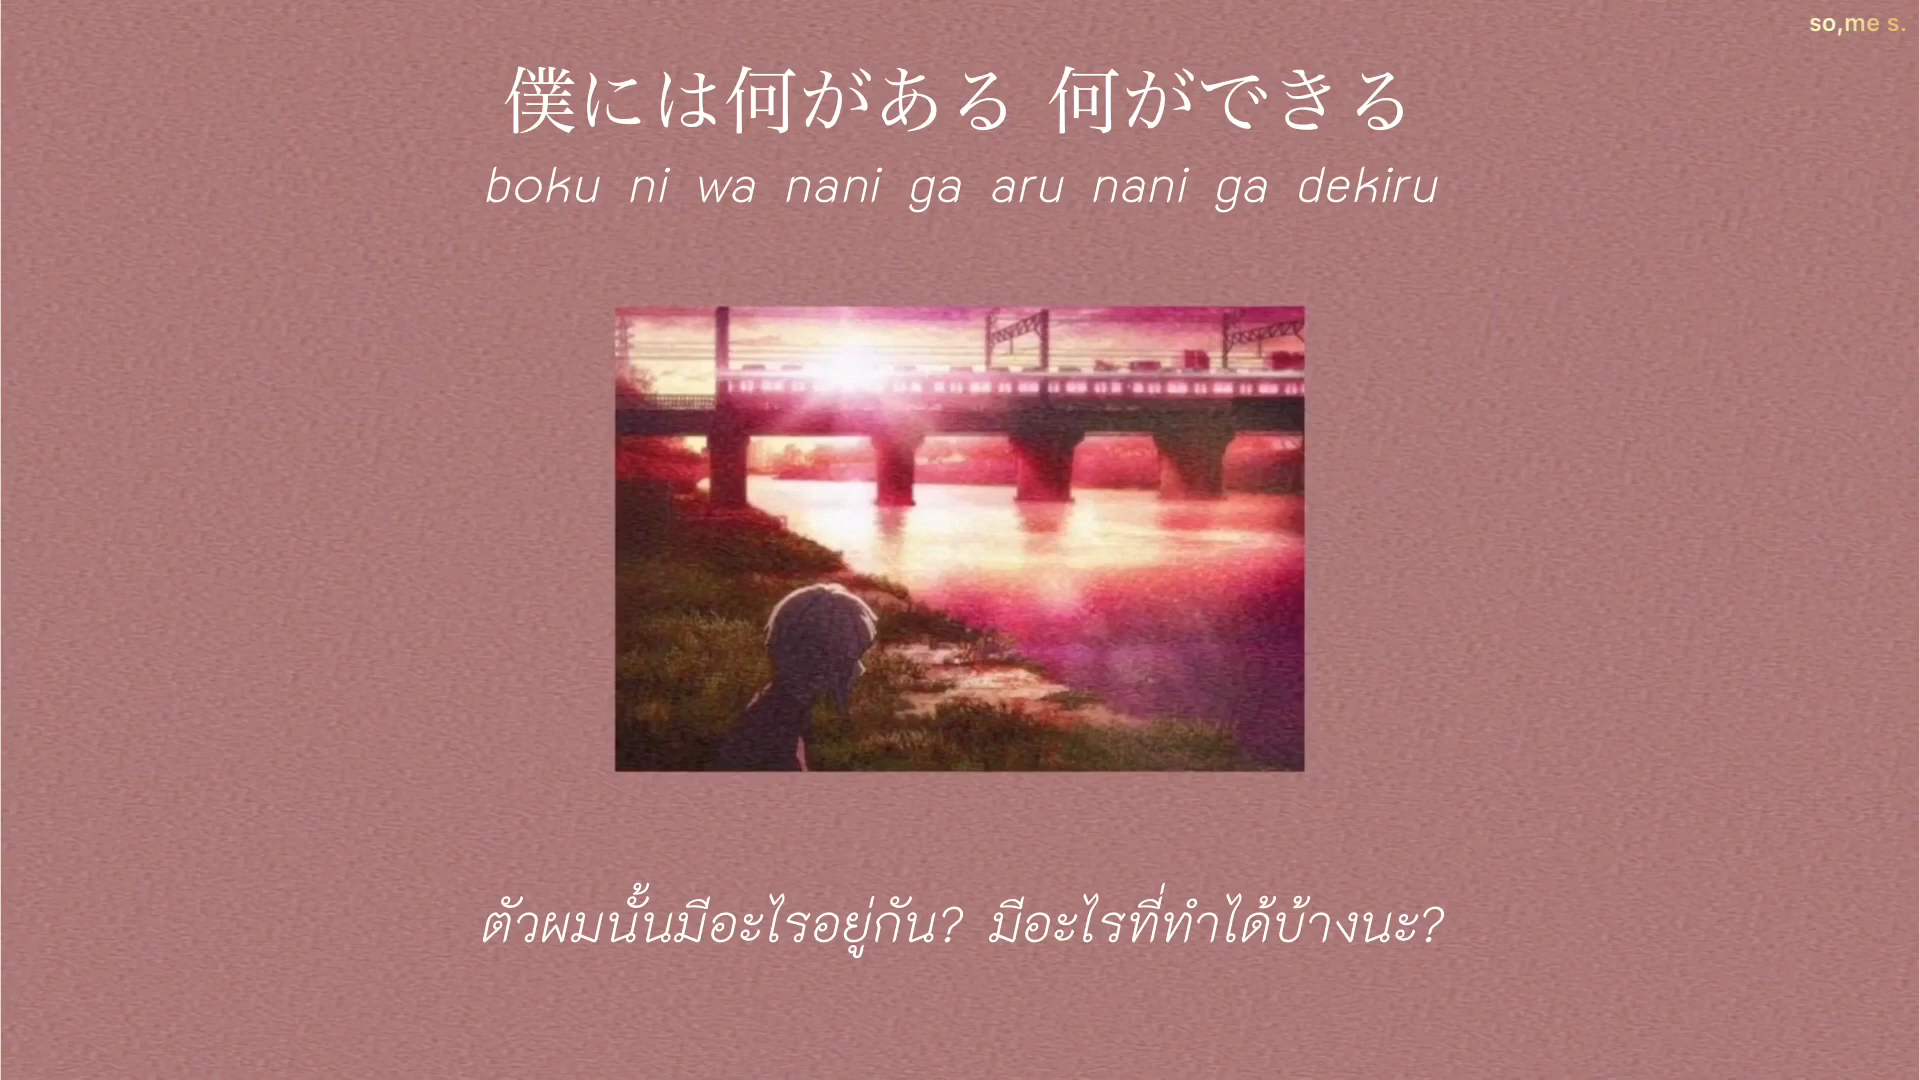 so,me s.
僕には何がある 何ができる
boku ni wa nani ga aru nani ga dekiru
ตัวผมนั้นมีอะไรอยู่กัน? มีอะไรที่ทำได้บ้างนะ?